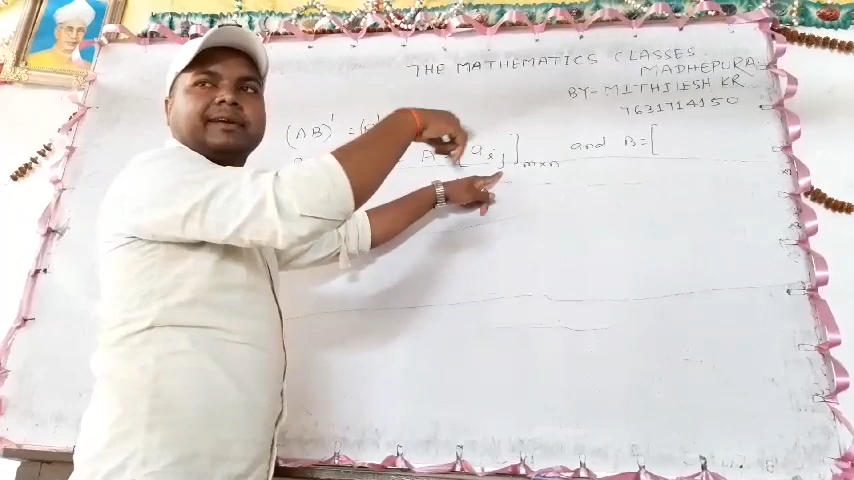 THE MATHEMATICS CLASSES
MADHEPURA
BY-MITHILESH KR
7631714150
(AB)' =
A = [aij]m×n and B=[